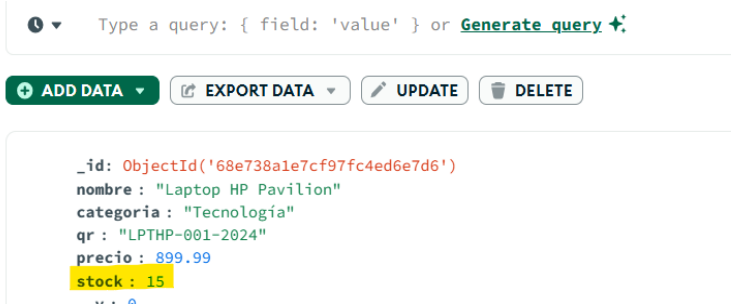 Type a query: { field: 'value' } or Generate query
ADD DATA EXPORT DATA UPDATE DELETE
_id: ObjectId('68e738a1e7cf97fc4ed6e7d6')
nombre : "Laptop HP Pavilion"
categoria : "Tecnología"
qr : "LPTHP-001-2024"
precio : 899.99
stock : 15